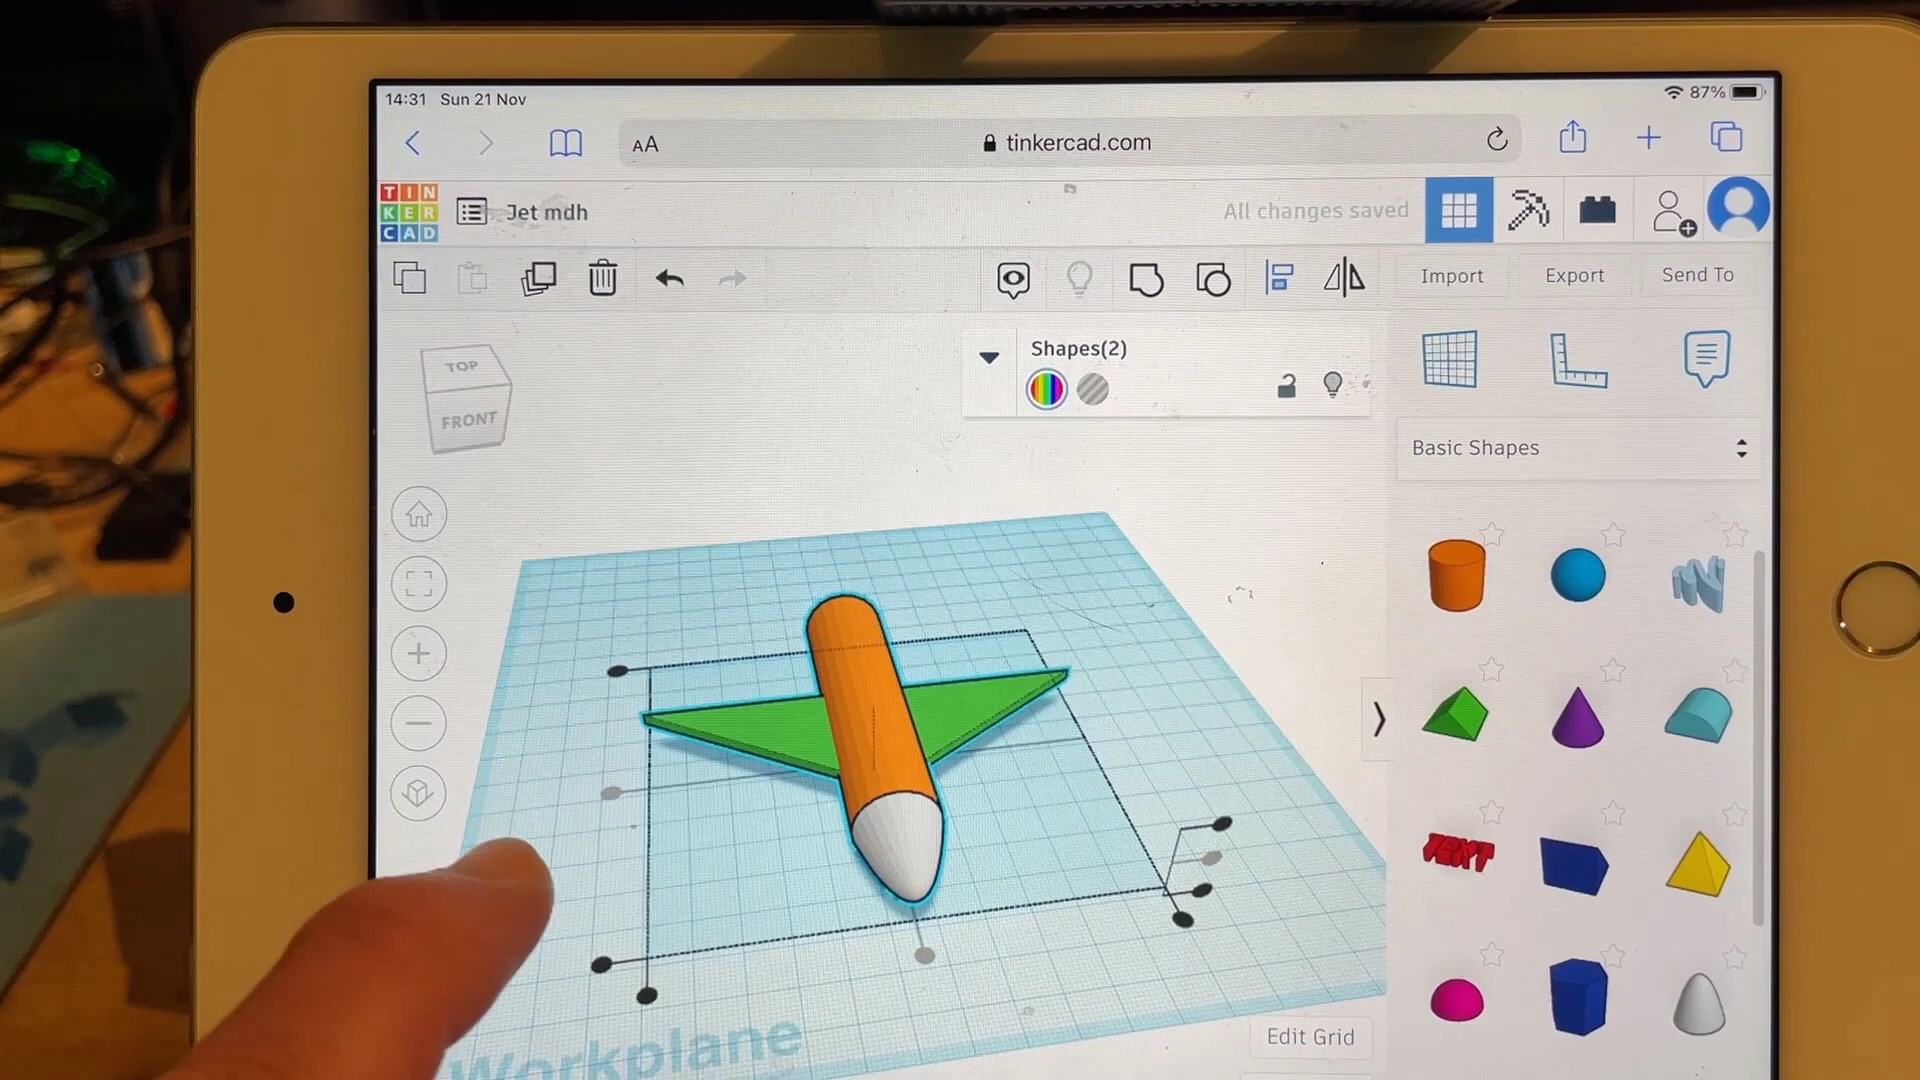 14:31 Sun 21 Nov
87%
AA
tinkercad.com
TIN
KER
CAD
Jet mdh
All changes saved
Import
Export
Send To
Shapes(2)
TOP
FRONT
Basic Shapes
TEXT
Workplane
Edit Grid